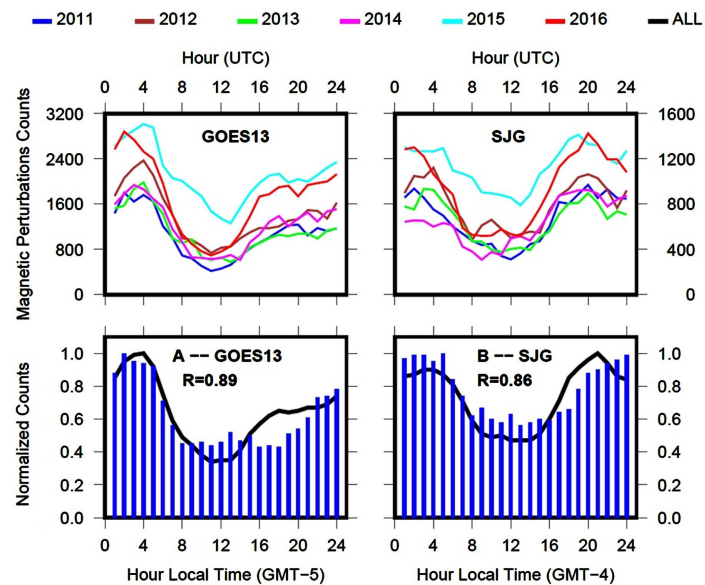 2011 2012 2013 2014 2015 2016 ALL
Hour (UTC) Hour (UTC)
0 4 8 12 16 20 24 0 4 8 12 16 20 24
Magnetic Perturbations Counts
3200 2400 1600 800 0
GOES13
SJG
1600 1200 800 400 0
Normalized Counts
1.0 0.8 0.6 0.4 0.2 0.0
A –– GOES13
R=0.89
1.0 0.8 0.6 0.4 0.2 0.0
B –– SJG
R=0.86
0 4 8 12 16 20 24 0 4 8 12 16 20 24
Hour Local Time (GMT−5) Hour Local Time (GMT−4)